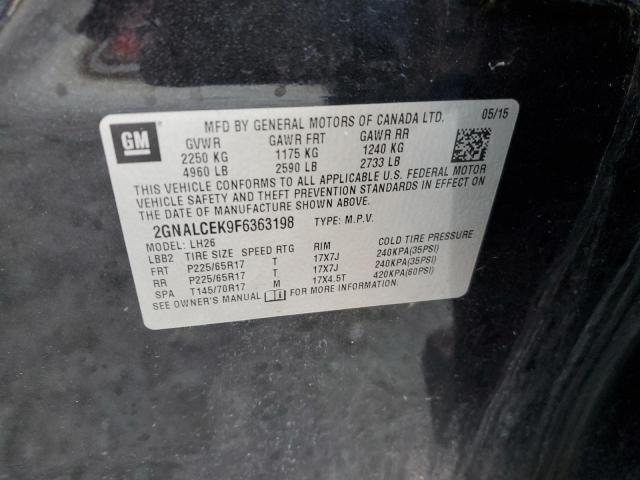 GM
MFD BY GENERAL MOTORS OF CANADA LTD. 05/15
GVWR GAWR FRT GAWR RR
2250 KG 1175 KG 1240 KG
4960 LB 2590 LB 2733 LB
THIS VEHICLE CONFORMS TO ALL APPLICABLE U.S. FEDERAL MOTOR
VEHICLE SAFETY AND THEFT PREVENTION STANDARDS IN EFFECT ON
THE DATE OF MANUFACTURE SHOWN ABOVE.
2GNALCEK9F6363198 TYPE: M.P.V.
MODEL: LH26
LBB2 TIRE SIZE SPEED RTG RIM COLD TIRE PRESSURE
FRT P225/65R17 T 17X7J 240KPA(35PSI)
RR P225/65R17 T 17X7J 240KPA(35PSI)
SPA T145/70R17 M 17X4.5T 420KPA(60PSI)
SEE OWNER'S MANUAL FOR MORE INFORMATION.